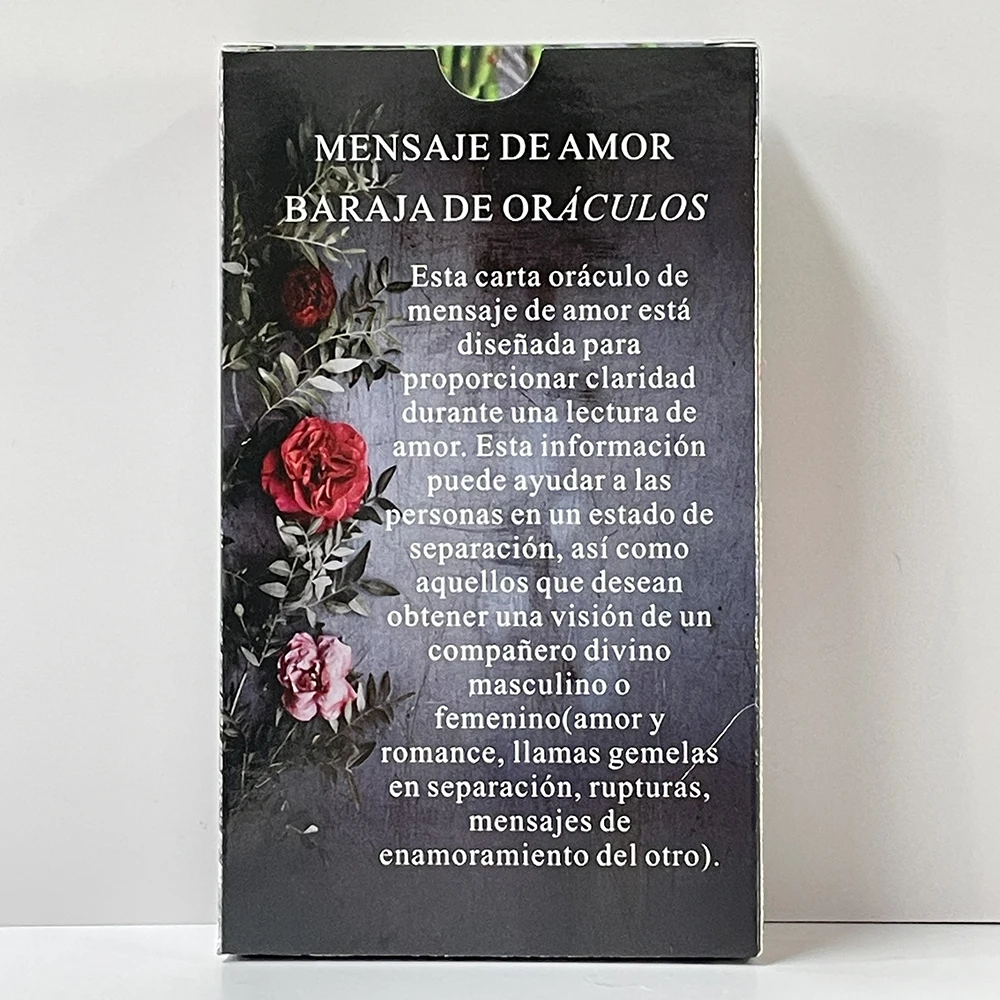 MENSAJE DE AMOR
BARAJA DE ORÁCULOS
Esta carta oráculo de
mensaje de amor está
diseñada para
proporcionar claridad
durante una lectura de
amor. Esta información
puede ayudar a las
personas en un estado de
separación, así como
aquellos que desean
obtener una visión de un
compañero divino
masculino o
femenino(amor y
romance, llamas gemelas
en separación, rupturas,
mensajes de
enamoramiento del otro).